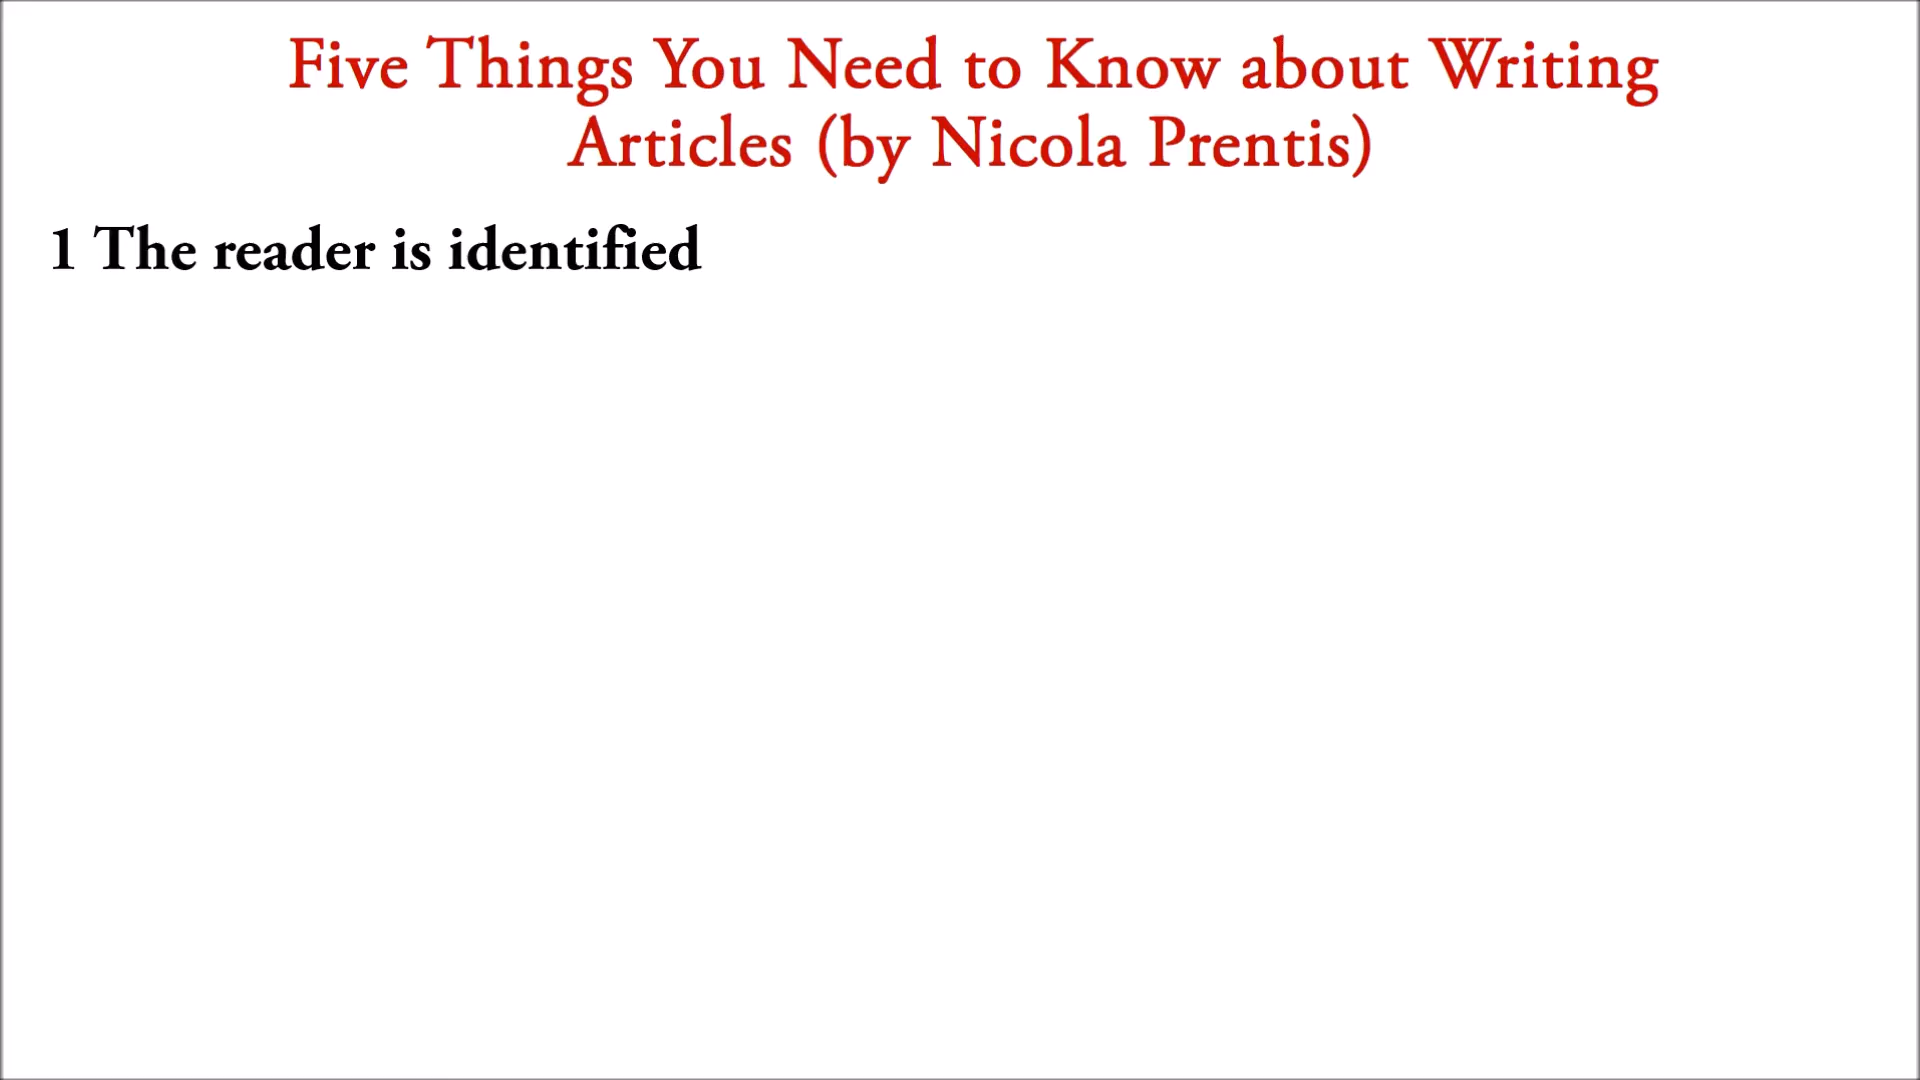 Five Things You Need to Know about Writing
Articles (by Nicola Prentis)
1 The reader is identified